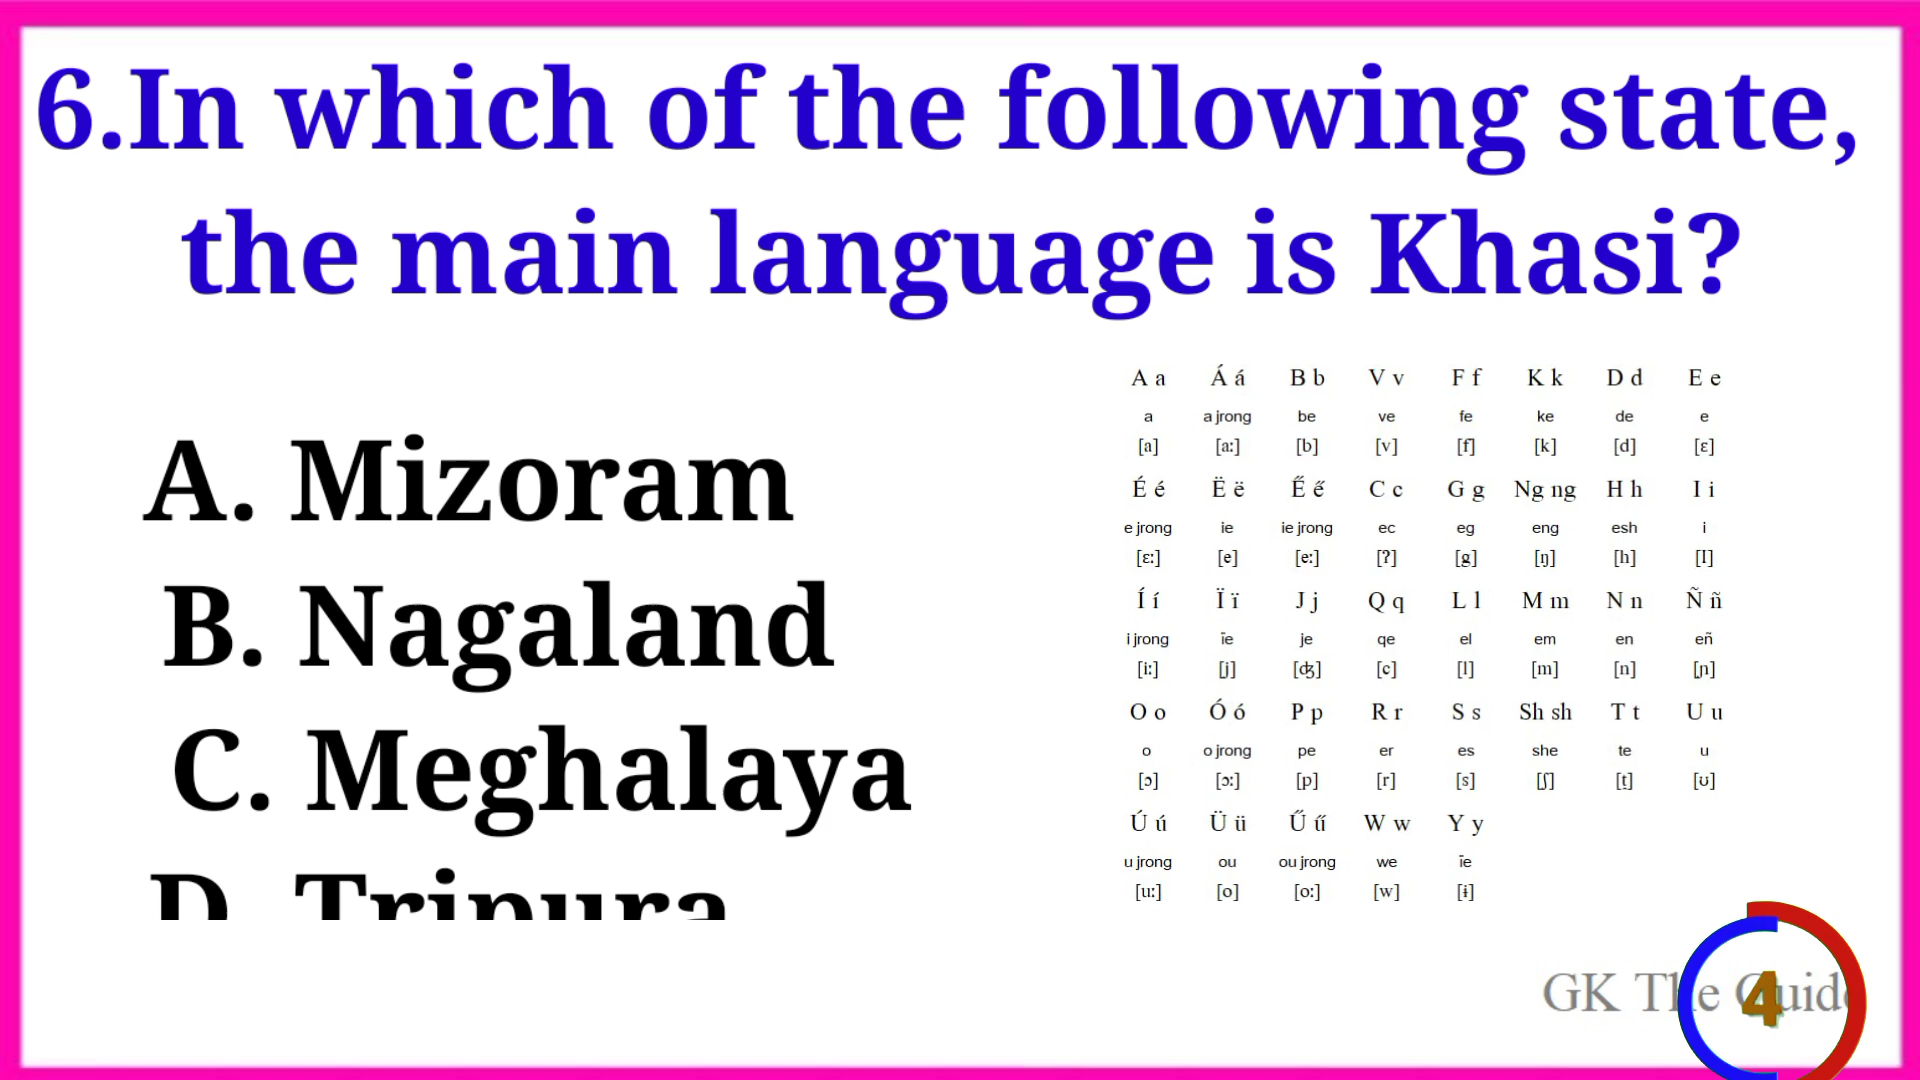 6.In which of the following state,
the main language is Khasi?
A. Mizoram
B. Nagaland
C. Meghalaya
D. Tripura
A a Á á B b V v F f K k D d E e
a a jrong be ve fe ke de e
[a] [aː] [b] [v] [f] [k] [d] [ɛ]
É é Ë ë Ế ế C c G g Ng ng H h I i
e jrong ie ie jrong ec eg eng esh i
[ɛː] [e] [eː] [ʔ] [g] [ŋ] [h] [I]
Í í Ï ï J j Q q L l M m N n Ñ ñ
i jrong ïe je qe el em en eñ
[iː] [j] [ʤ] [c] [l] [m] [n] [ɲ]
O o Ó ó P p R r S s Sh sh T t U u
o o jrong pe er es she te u
[ɔ] [ɔː] [p] [r] [s] [ʃ] [t̪] [ʊ]
Ú ú Ü ü Ű ű W w Y y
u jrong ou ou jrong we ïe
[uː] [o] [oː] [w] [ɨ]
GK The Guide
4